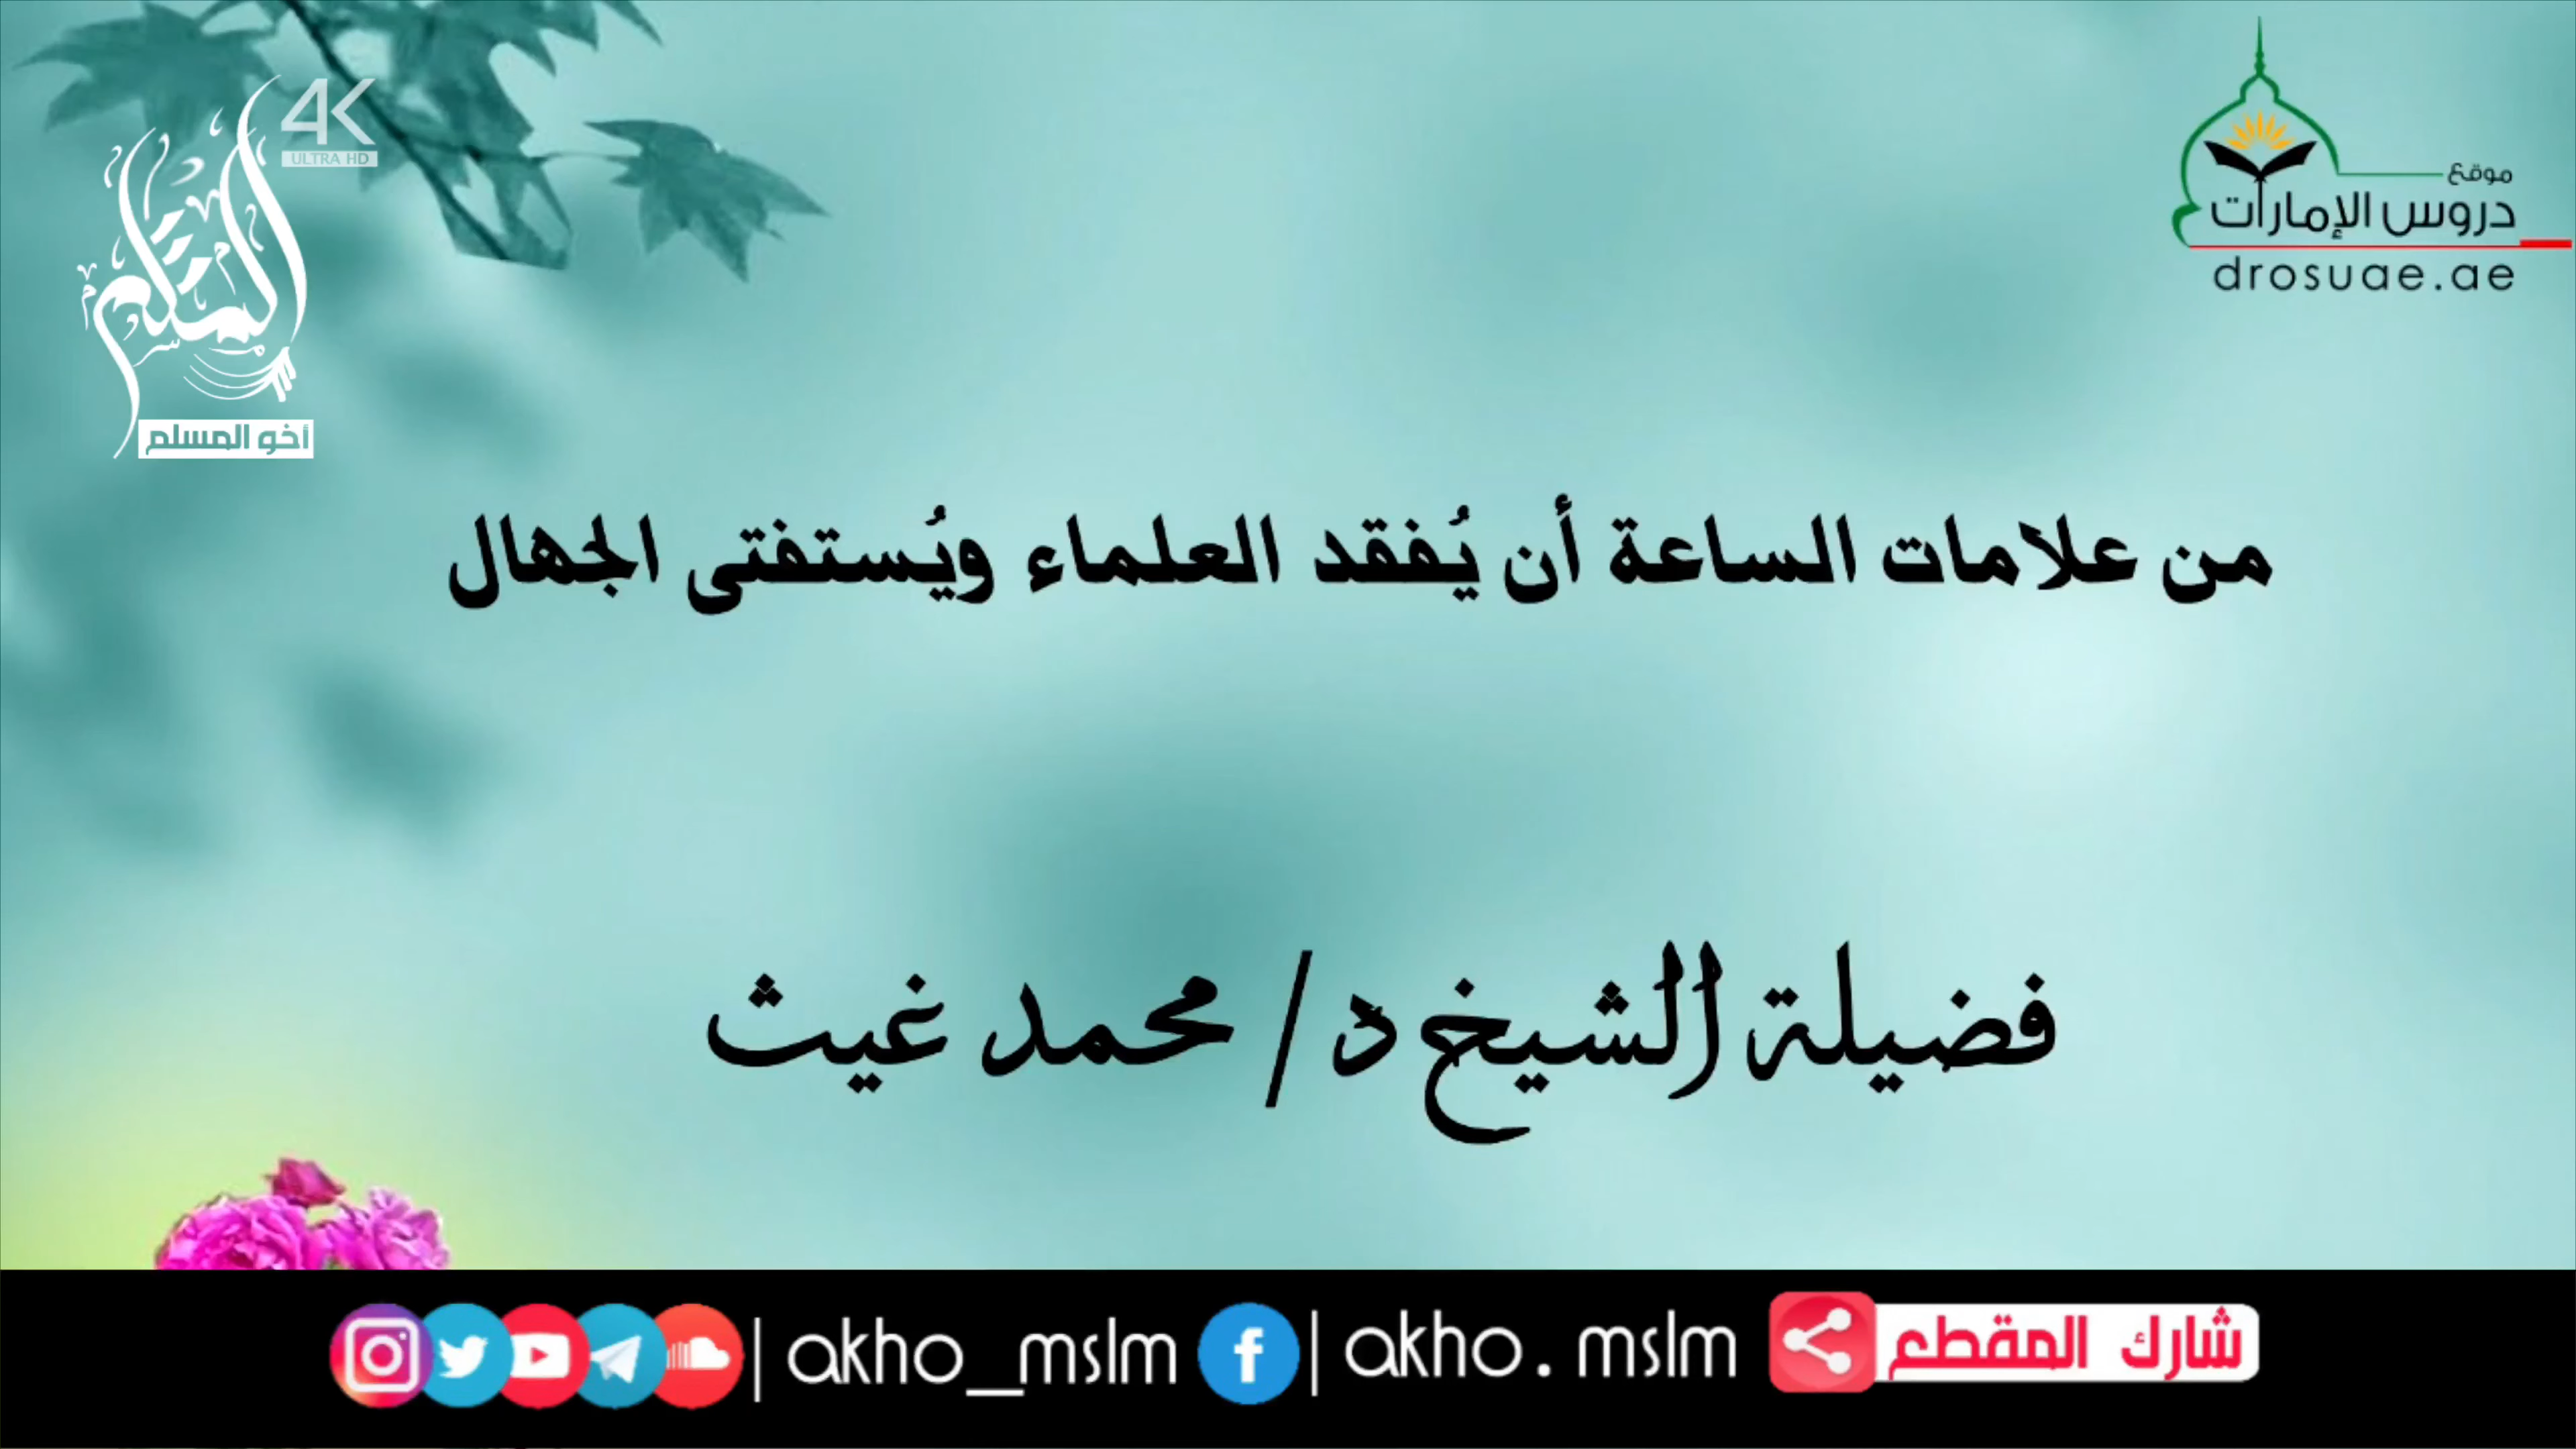 4K
ULTRA HD
المسلم
أخو المسلم
موقع
دروس الإمارات
drosuae.ae
من علامات الساعة أن يُفقد العلماء ويُستفتى الجهال
فضيلة الشيخ د/ محمد غيث
akho_mslm | akho.mslm | شارك المقطع